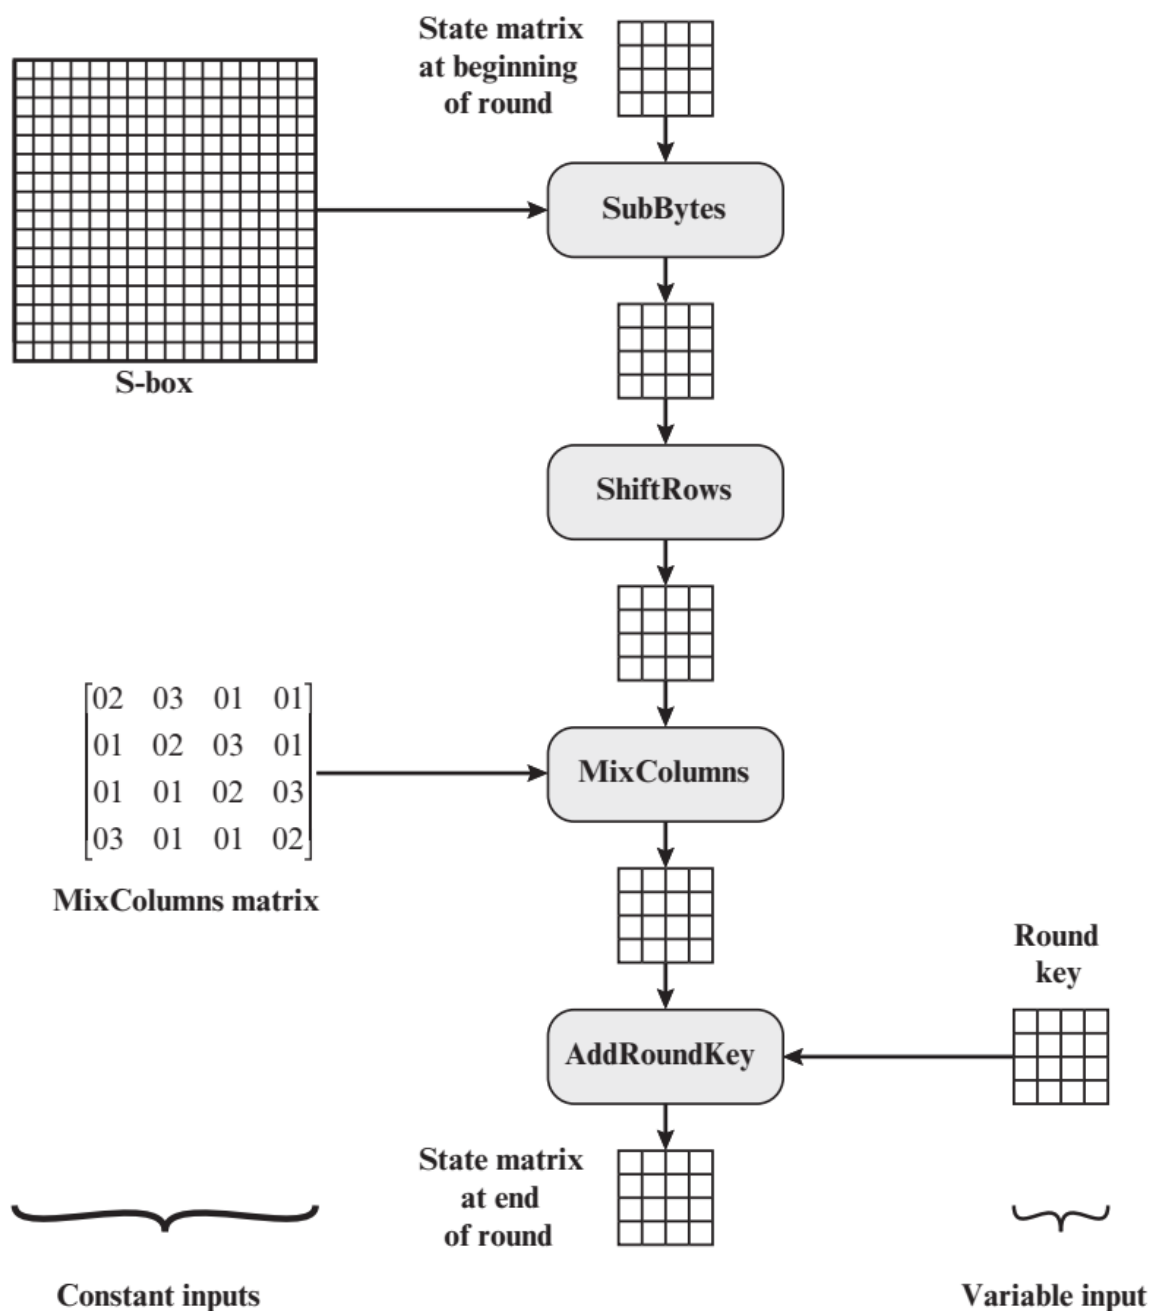 State matrix
at beginning
of round
SubBytes
S-box
ShiftRows
02 03 01 01
01 02 03 01
01 01 02 03
03 01 01 02
MixColumns
MixColumns matrix
Round
key
AddRoundKey
State matrix
at end
of round
Constant inputs
Variable input